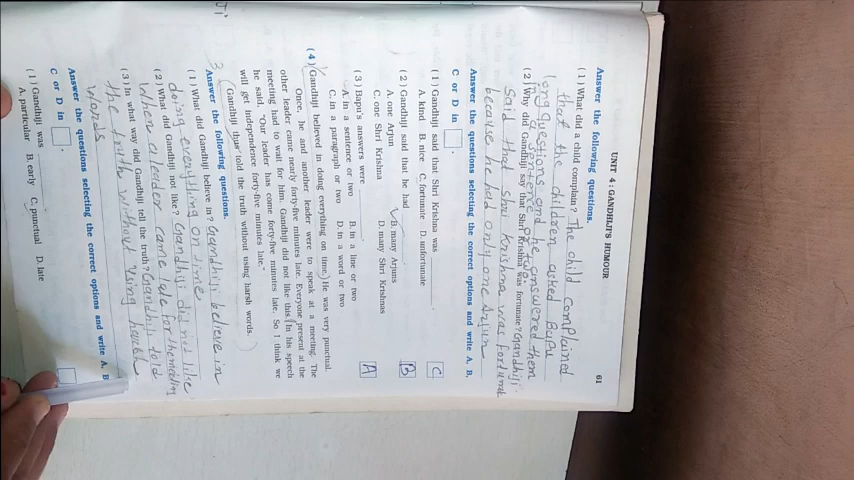 61
UNIT 4 : GANDHIJI'S HUMOUR
Answer the following questions.
(1) What did a child complain? The child complained
that the children asked Bapu
long questions and he answered them
in a sentence or two.
(2) Why did Gandhiji say that Shri Krishna was fortunate? Gandhiji
said that Shri Krishna was fortunate
because he had only one Arjun
Answer the questions selecting the correct options and write A, B,
C or D in □.
(1) Gandhiji said that Shri Krishna was ______.
A. kind B. nice C. fortunate D. unfortunate C
(2) Gandhiji said that he had ______.
A. one Arjun B. many Arjuns
C. one Shri Krishna D. many Shri Krishnas B
(3) Bapu's answers were ______.
A. in a sentence or two B. in a line or two
C. in a paragraph or two D. in a word or two A
(4) Gandhiji believed in doing everything on time. He was very punctual.
Once, he and another leader were to speak at a meeting. The
other leader came nearly forty-five minutes late. Everyone present at the
meeting had to wait for him. Gandhiji did not like this. In his speech
he said, "Our leader has come forty-five minutes late. So I think we
will get independence forty-five minutes late."
Gandhiji thus told the truth without using harsh words.
3
Answer the following questions.
(1) What did Gandhiji believe in? Gandhiji believe in
doing everything on time.
(2) What did Gandhiji not like? Gandhiji did not like
when a leader came late for the meeting
(3) In what way did Gandhiji tell the truth? Gandhiji told
the truth without using
words
Answer the questions selecting the correct options and write A, B
C or D in □.
(1) Gandhiji was ______.
A. particular B. early C. punctual D. late